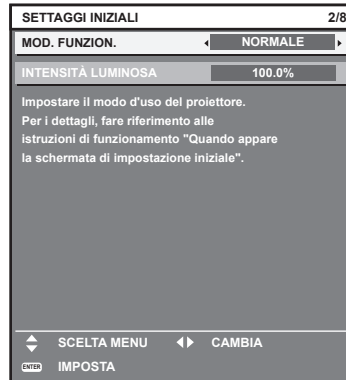 SETTAGGI INIZIALI 2/8
MOD. FUNZION. NORMALE
INTENSITÀ LUMINOSA 100.0%
Impostare il modo d'uso del proiettore.
Per i dettagli, fare riferimento alle
istruzioni di funzionamento "Quando appare
la schermata di impostazione iniziale".
SCELTA MENU CAMBIA
ENTER IMPOSTA